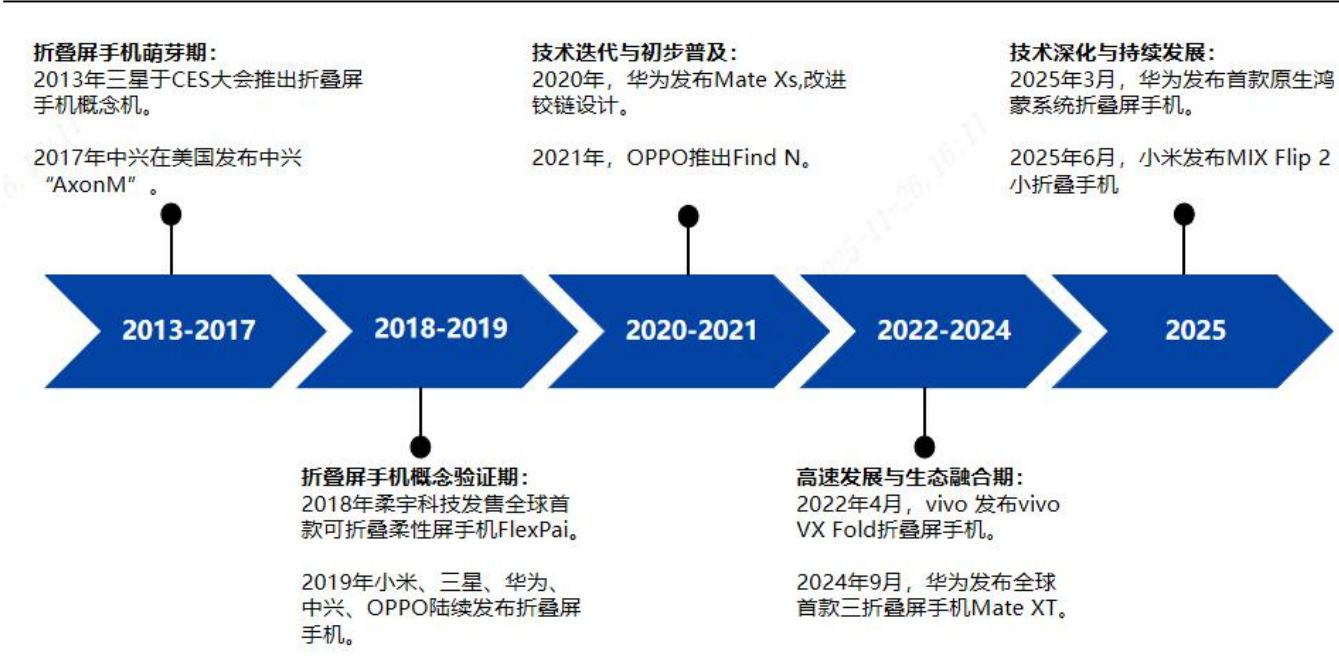 折叠屏手机萌芽期：
2013年三星于CES大会推出折叠屏
手机概念机。
2017年中兴在美国发布中兴
“AxonM”。
技术迭代与初步普及：
2020年，华为发布Mate Xs,改进
铰链设计。
2021年，OPPO推出Find N。
技术深化与持续发展：
2025年3月，华为发布首款原生鸿
蒙系统折叠屏手机。
2025年6月，小米发布MIX Flip 2
小折叠手机
2013-2017
2018-2019
2020-2021
2022-2024
2025
折叠屏手机概念验证期：
2018年柔宇科技发售全球首
款可折叠柔性屏手机FlexPai。
2019年小米、三星、华为、
中兴、OPPO陆续发布折叠屏
手机。
高速发展与生态融合期：
2022年4月，vivo 发布vivo
VX Fold折叠屏手机。
2024年9月，华为发布全球
首款三折叠屏手机Mate XT。